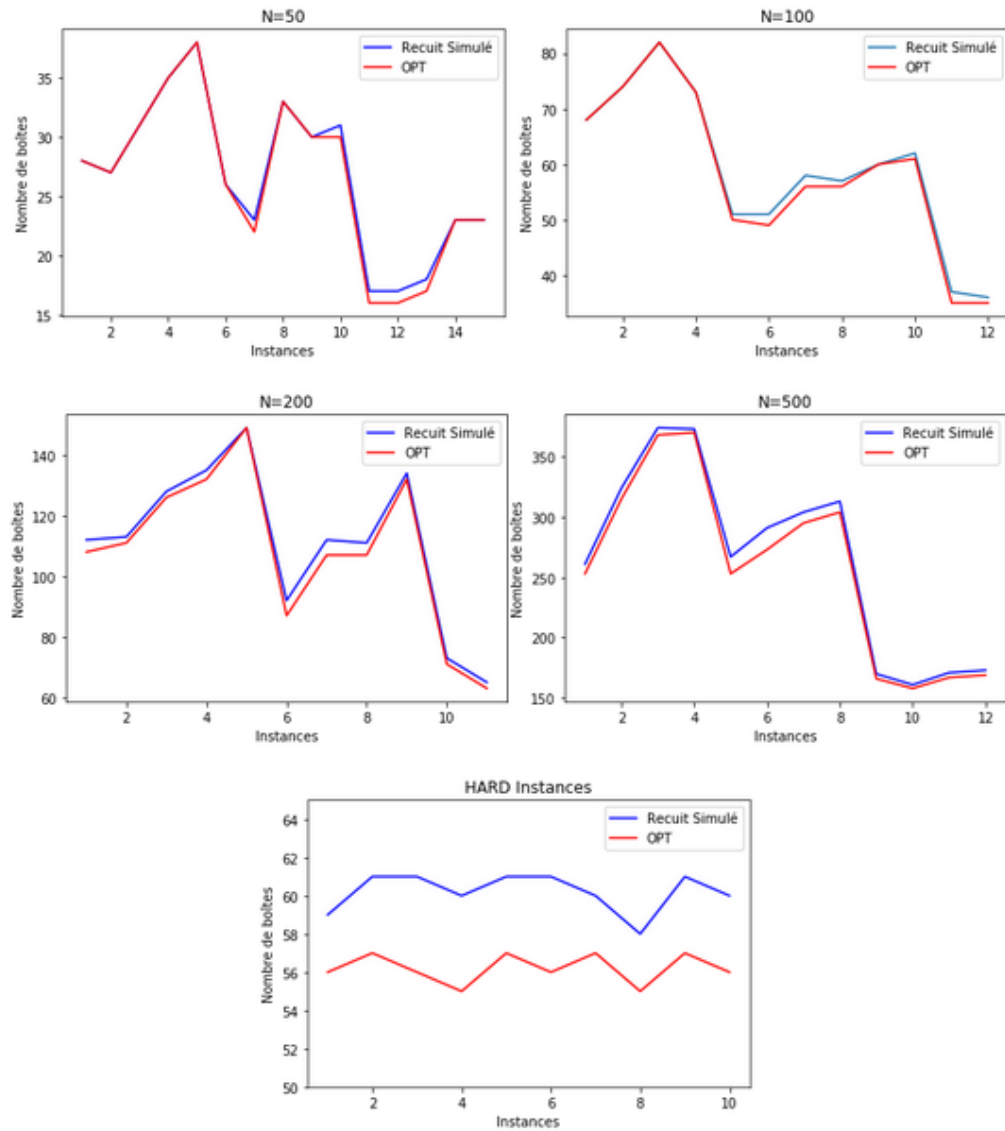 N=50
Recuit Simulé
OPT
Nombre de boîtes
35
30
25
20
15
2 4 6 8 10 12 14
Instances
N=100
Recuit Simulé
OPT
Nombre de boîtes
80
70
60
50
40
2 4 6 8 10 12
Instances
N=200
Recuit Simulé
OPT
Nombre de boîtes
140
120
100
80
60
2 4 6 8 10
Instances
N=500
Recuit Simulé
OPT
Nombre de boîtes
350
300
250
200
150
2 4 6 8 10 12
Instances
HARD Instances
Recuit Simulé
OPT
Nombre de boîtes
64
62
60
58
56
54
52
50
2 4 6 8 10
Instances